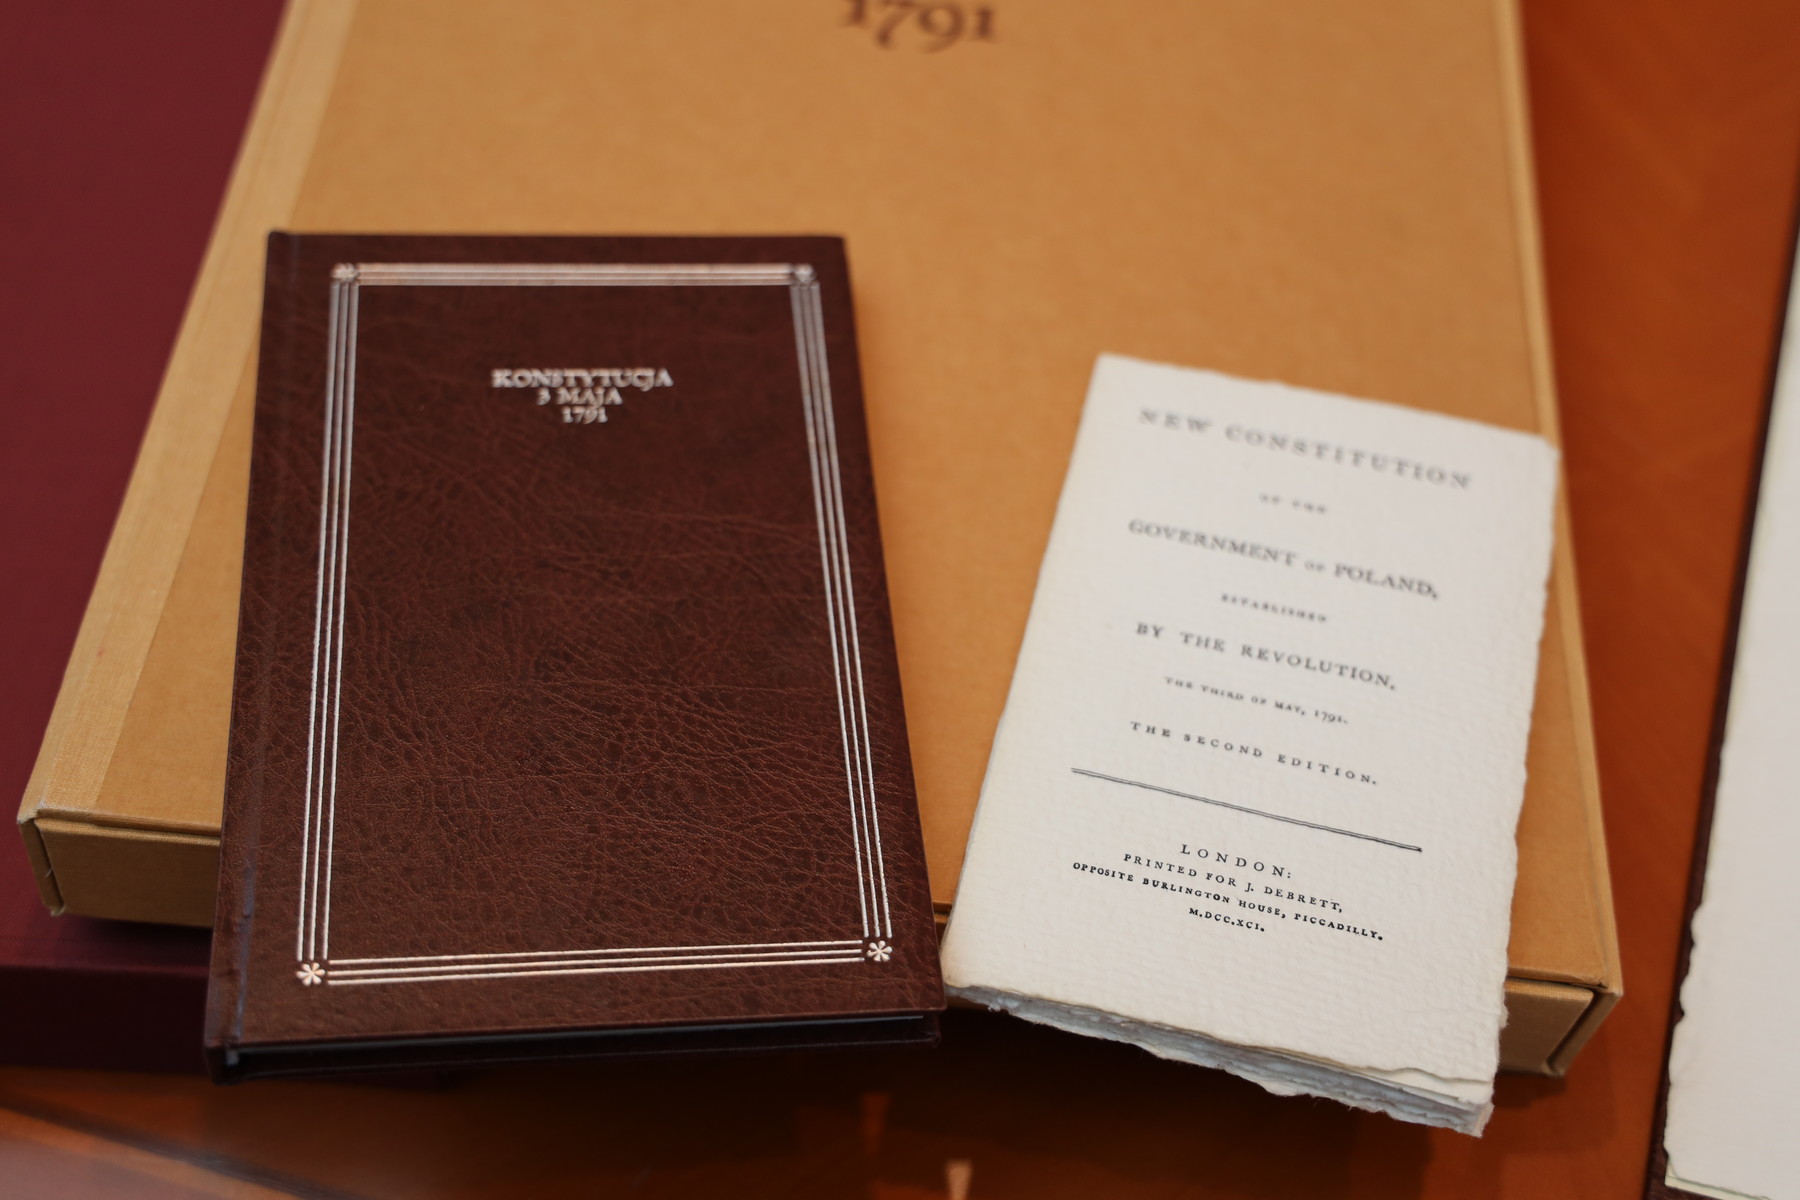 1791
KONSTYTUCJA
3 MAJA
1791
NEW CONSTITUTION
OF THE
GOVERNMENT OF POLAND,
ESTABLISHED
BY THE REVOLUTION,
THE THIRD OF MAY, 1791.
THE SECOND EDITION.
LONDON:
PRINTED FOR J. DEBRETT,
OPPOSITE BURLINGTON HOUSE, PICCADILLY.
M.DCC.XCI.